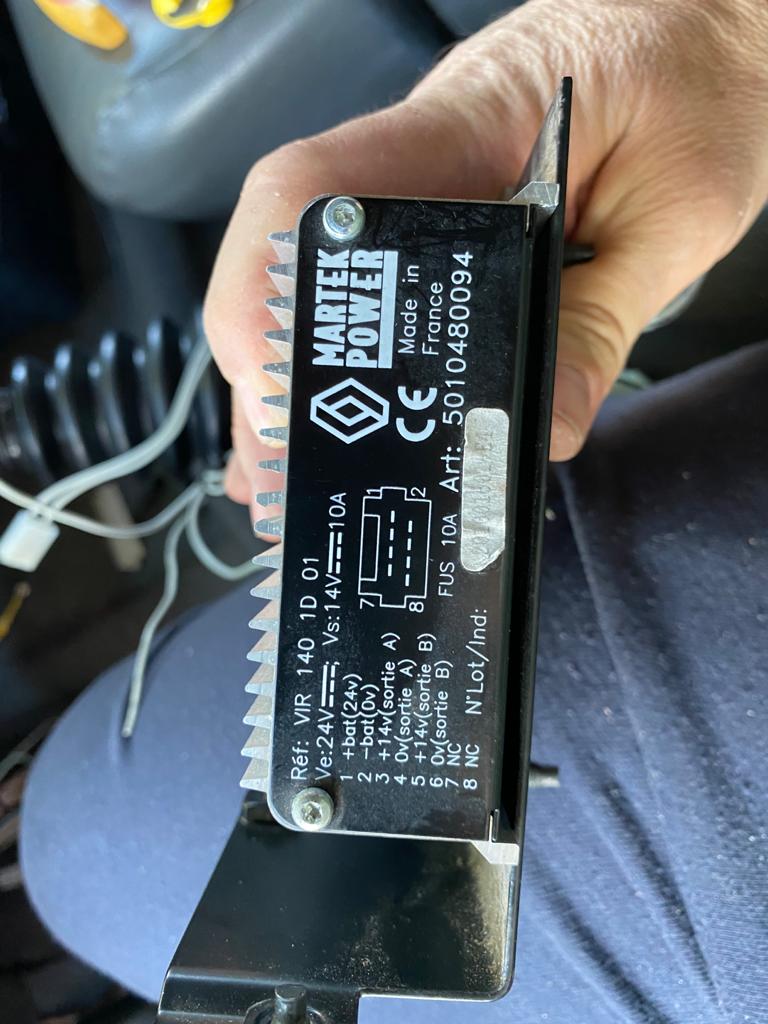 Réf: VIR 140 1D 01
Ve:24V; Vs:14V 10A
1 +bat(24v)
2 -bat(0v)
3 +14v(sortie A)
4 0v(sortie A)
5 +14v(sortie B)
6 0v(sortie B)
7 NC
8 NC
7
8
2
FUS 10A
N°Lot/Ind:
MARTEK
POWER
Made in
France
CE
Art: 5010480094